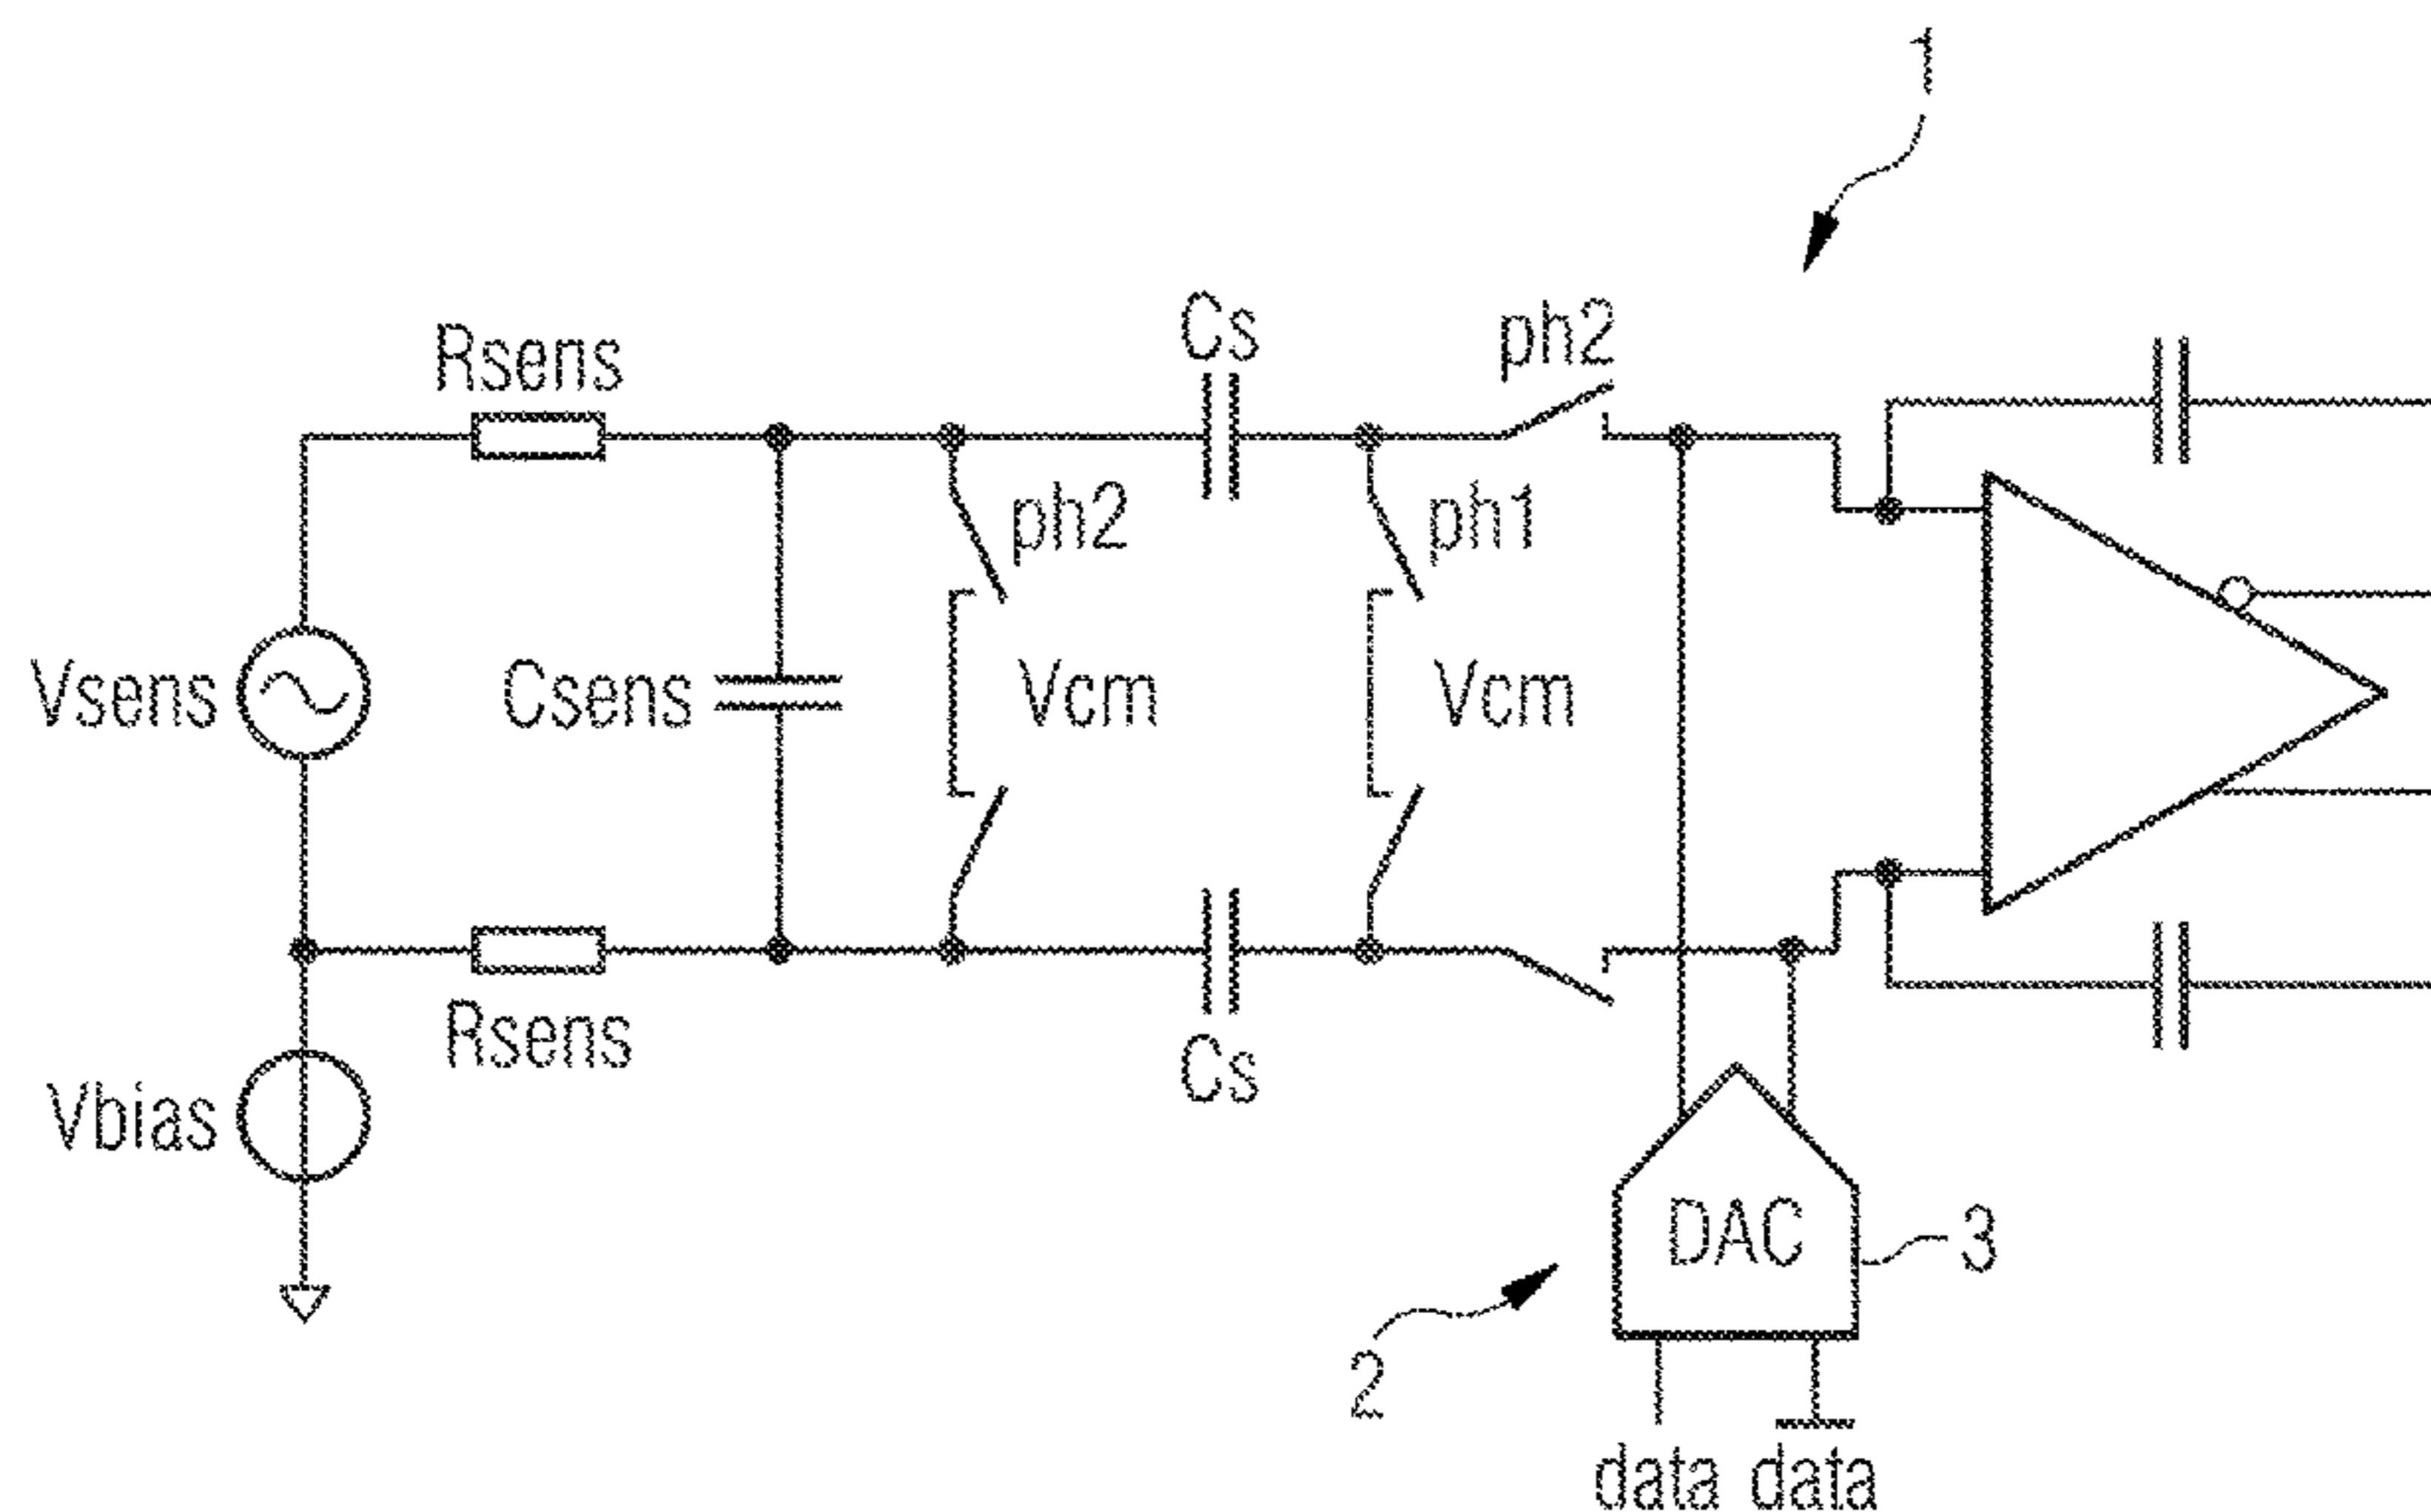 1
Rsens
Cs
ph2
ph2
ph1
Vsens
Csens
Vcm
Vcm
Rsens
Cs
Vbias
DAC
3
2
data data